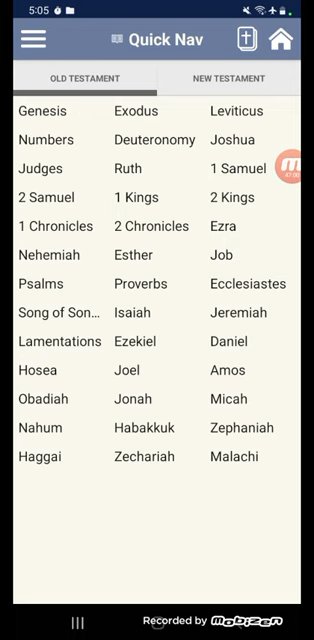 5:05
Quick Nav
OLD TESTAMENT NEW TESTAMENT
Genesis Exodus Leviticus
Numbers Deuteronomy Joshua
Judges Ruth 1 Samuel
2 Samuel 1 Kings 2 Kings
1 Chronicles 2 Chronicles Ezra
Nehemiah Esther Job
Psalms Proverbs Ecclesiastes
Song of Son... Isaiah Jeremiah
Lamentations Ezekiel Daniel
Hosea Joel Amos
Obadiah Jonah Micah
Nahum Habakkuk Zephaniah
Haggai Zechariah Malachi
Recorded by mobizen